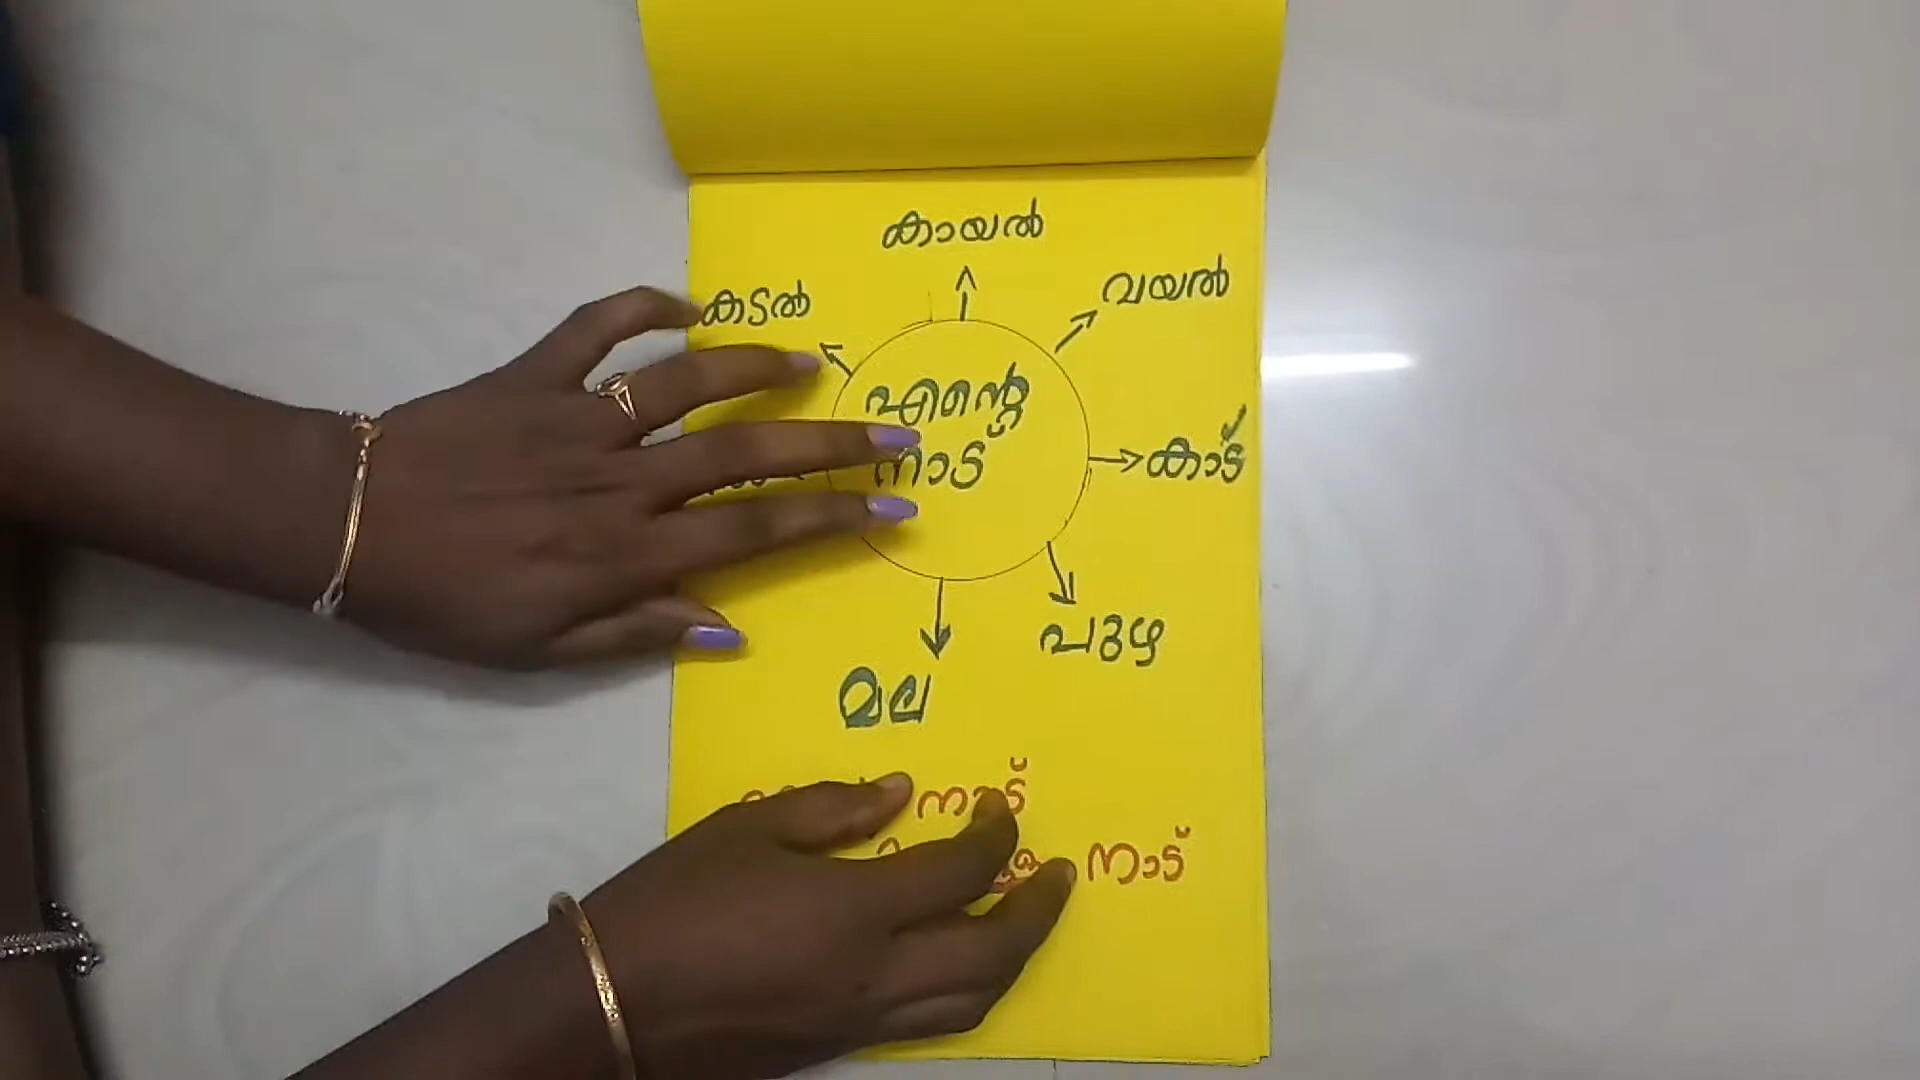 കായൽ
വയൽ
കടൽ
എന്റെ
നാട്
കാട്
പുഴ
മല
നാട്
നാട്